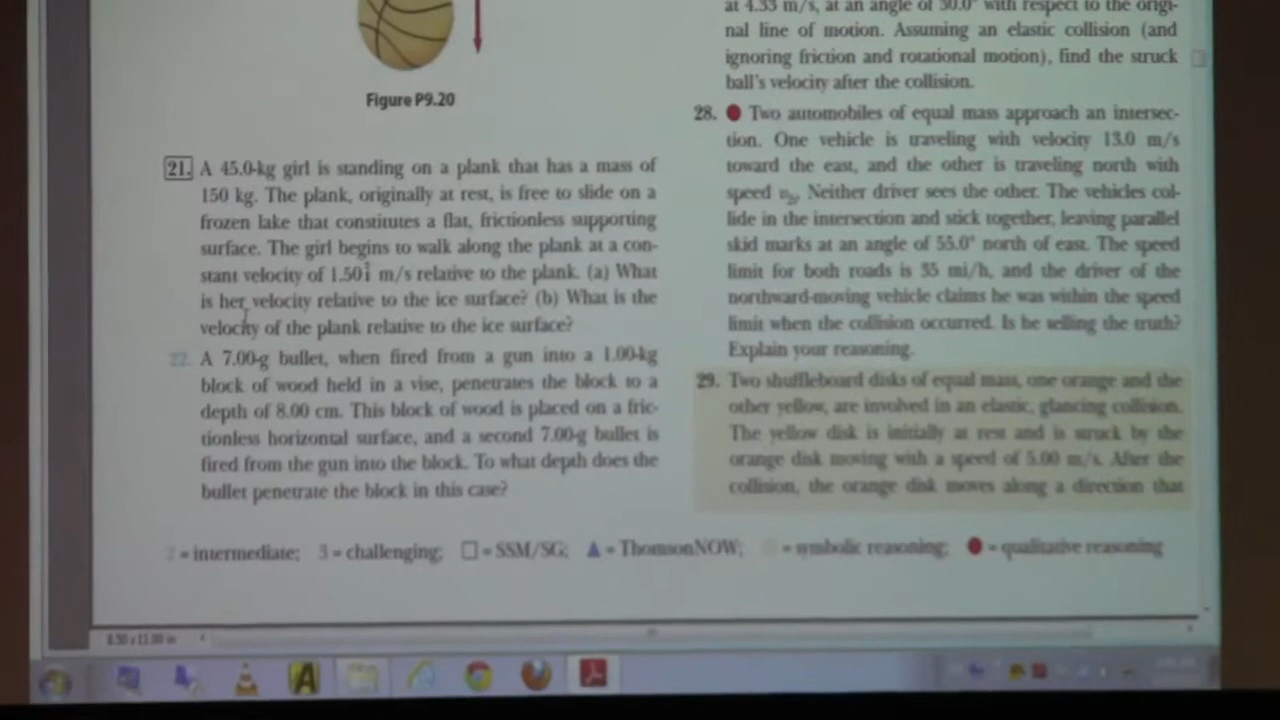 Figure P9.20
21. A 45.0-kg girl is standing on a plank that has a mass of
150 kg. The plank, originally at rest, is free to slide on a
frozen lake that constitutes a flat, frictionless supporting
surface. The girl begins to walk along the plank at a con-
stant velocity of 1.50î m/s relative to the plank. (a) What
is her velocity relative to the ice surface? (b) What is the
velocity of the plank relative to the ice surface?
22. A 7.00-g bullet, when fired from a gun into a 1.00-kg
block of wood held in a vise, penetrates the block to a
depth of 8.00 cm. This block of wood is placed on a fric-
tionless horizontal surface, and a second 7.00-g bullet is
fired from the gun into the block. To what depth does the
bullet penetrate the block in this case?
at 4.33 m/s, at an angle of 30.0° with respect to the origi-
nal line of motion. Assuming an elastic collision (and
ignoring friction and rotational motion), find the struck
ball's velocity after the collision.
28. Two automobiles of equal mass approach an intersec-
tion. One vehicle is traveling with velocity 13.0 m/s
toward the east, and the other is traveling north with
speed Neither driver sees the other. The vehicles col-
lide in the intersection and stick together, leaving parallel
skid marks at an angle of 55.0° north of east. The speed
limit for both roads is 35 mi/h, and the driver of the
northward-moving vehicle claims he was within the speed
limit when the collision occurred. Is he telling the truth?
Explain your reasoning.
29. Two shuffleboard disks of equal mass, one orange and the
other yellow, are involved in an elastic, glancing collision.
The yellow disk is initially at rest and is struck by the
orange disk moving with a speed of 5.00 m/s. After the
collision, the orange disk moves along a direction that
2 = intermediate; 3 = challenging; □ = SSM/SG; ▲ = ThomsonNOW; = symbolic reasoning; ● = qualitative reasoning
8.50 x 11.00 in